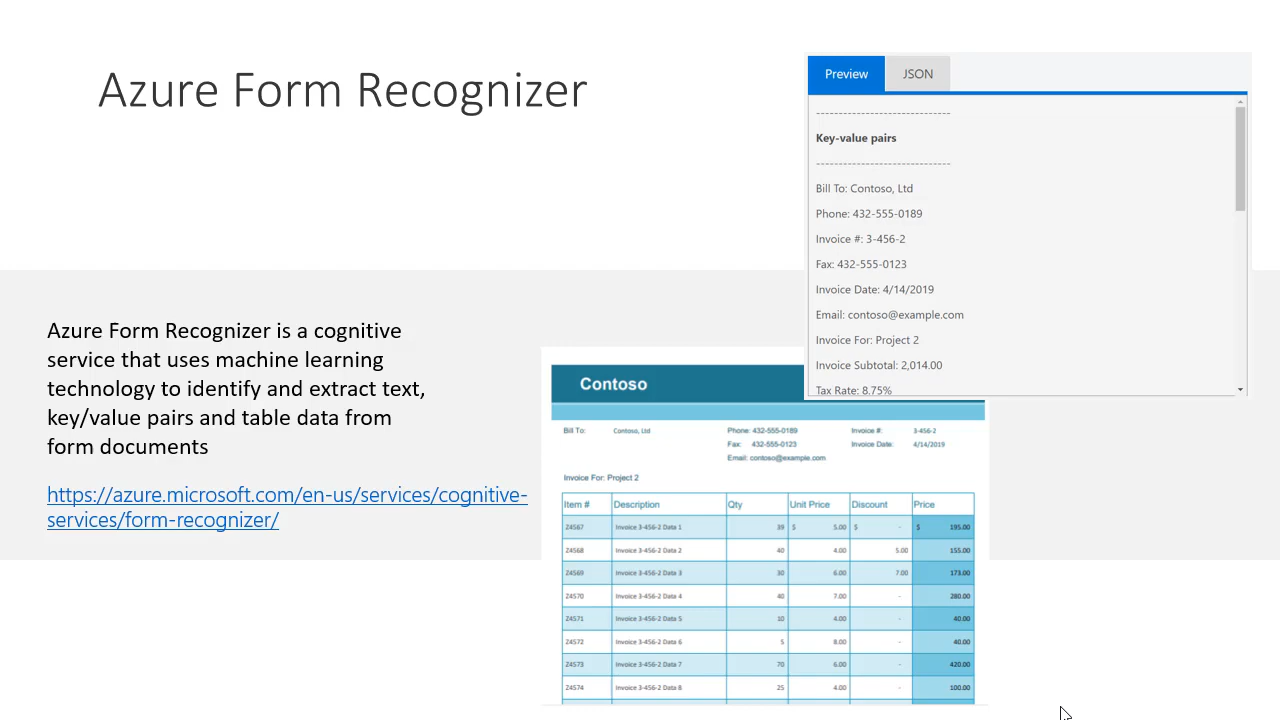 Azure Form Recognizer
Preview JSON
------------------------------
Key-value pairs
------------------------------
Bill To: Contoso, Ltd
Phone: 432-555-0189
Invoice #: 3-456-2
Fax: 432-555-0123
Invoice Date: 4/14/2019
Email: contoso@example.com
Invoice For: Project 2
Invoice Subtotal: 2,014.00
Tax Rate: 8.75%
Azure Form Recognizer is a cognitive
service that uses machine learning
technology to identify and extract text,
key/value pairs and table data from
form documents
https://azure.microsoft.com/en-us/services/cognitive-
services/form-recognizer/
Contoso
Bill To: Contoso, Ltd Phone: 432-555-0189 Invoice #: 3-456-2
Fax: 432-555-0123 Invoice Date: 4/14/2019
Email: contoso@example.com
Invoice For: Project 2
Item # Description Qty Unit Price Discount Price
Z4567 Invoice 3-456-2 Data 1 39 $ 5.00 $ - $ 195.00
Z4568 Invoice 3-456-2 Data 2 40 4.00 5.00 155.00
Z4569 Invoice 3-456-2 Data 3 30 6.00 7.00 173.00
Z4570 Invoice 3-456-2 Data 4 40 7.00 - 280.00
Z4571 Invoice 3-456-2 Data 5 10 4.00 - 40.00
Z4572 Invoice 3-456-2 Data 6 5 8.00 - 40.00
Z4573 Invoice 3-456-2 Data 7 70 6.00 - 420.00
Z4574 Invoice 3-456-2 Data 8 25 4.00 - 100.00